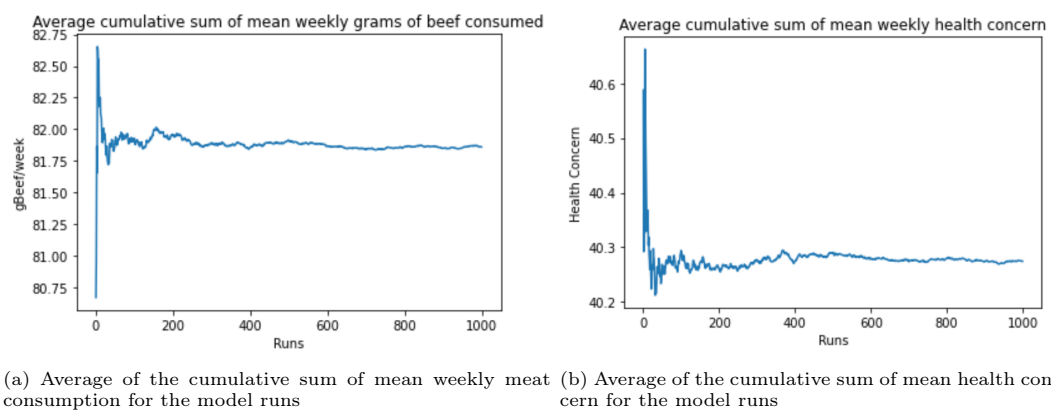 Average cumulative sum of mean weekly grams of beef consumed
82.75
82.50
82.25
82.00
81.75
81.50
81.25
81.00
80.75
gBeef/week
0 200 400 600 800 1000
Runs
(a) Average of the cumulative sum of mean weekly meat
consumption for the model runs
Average cumulative sum of mean weekly health concern
40.6
40.5
40.4
40.3
40.2
Health Concern
0 200 400 600 800 1000
Runs
(b) Average of the cumulative sum of mean health con
cern for the model runs